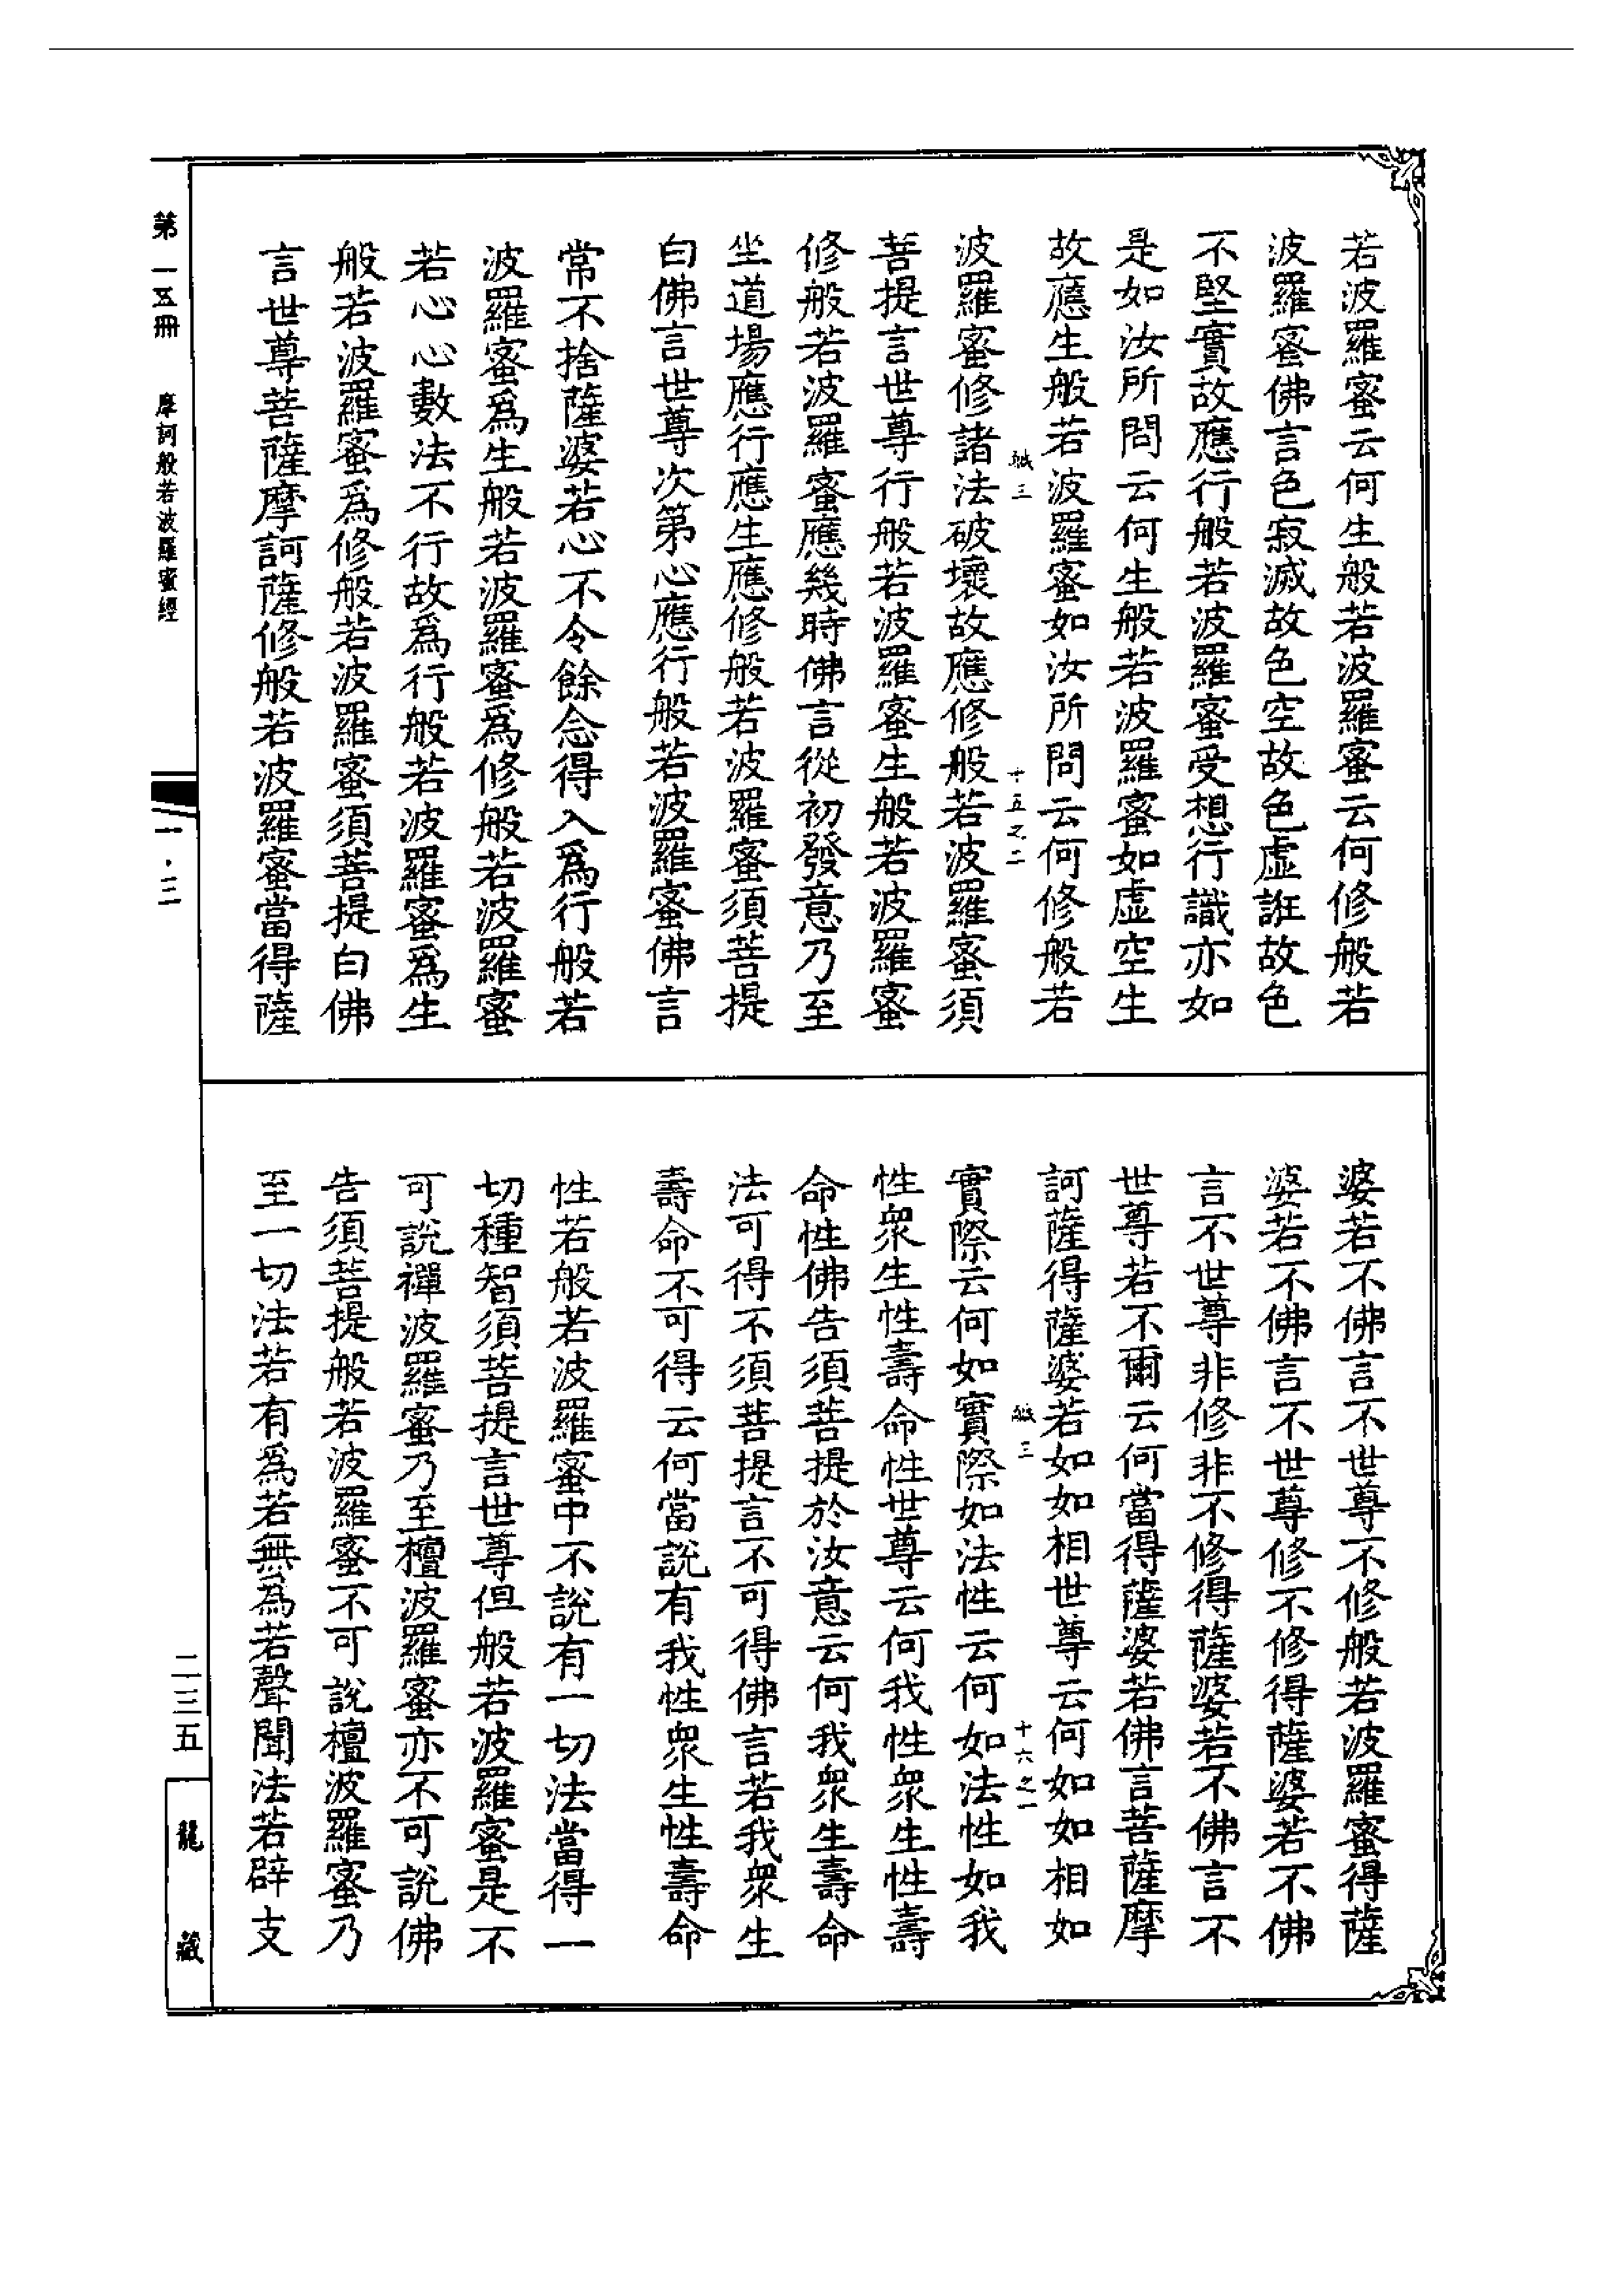 若波羅蜜云何生般若波羅蜜云何修般若
波羅蜜佛言色寂滅故色空故色虛誑故色
不堅實故應行般若波羅蜜受想行識亦如
是如汝所問云何生般若波羅蜜如虛空生
故應生般若波羅蜜如汝所問云何修般若
十五之二
波羅蜜修諸法破壞故應修般若波羅蜜須
菩提言世尊行般若波羅蜜生般若波羅蜜
修般若波羅蜜應幾時佛言從初發意乃至
坐道場應行應生應修般若波羅蜜須菩提
白佛言世尊次第心應行般若波羅蜜佛言
常不捨薩婆若心不令餘念得入爲行般若
波羅蜜爲生般若波羅蜜爲修般若波羅蜜
若心心數法不行故爲行般若波羅蜜爲生
般若波羅蜜爲修般若波羅蜜須菩提白佛
言世尊菩薩摩訶薩修般若波羅蜜當得薩
婆若不佛言不世尊不修般若波羅蜜得薩
婆若不佛言不世尊修不修得薩婆若不佛
言不世尊非修非不修得薩婆若不佛言不
世尊若不爾云何當得薩婆若佛言菩薩摩
訶薩得薩婆若如如相世尊云何如如相如
十六之一
實際云何如實際如法性云何如法性如我
性衆生性壽命性世尊云何我性衆生性壽
命性佛告須菩提於汝意云何我衆生壽命
法可得不須菩提言不可得佛言若我衆生
壽命不可得云何當說有我性衆生性壽命
性若般若波羅蜜中不說有一切法當得一
切種智須菩提言世尊但般若波羅蜜是不
可說禪波羅蜜乃至檀波羅蜜亦不可說佛
告須菩提般若波羅蜜不可說檀波羅蜜乃
至一切法若有爲若無爲若聲聞法若辟支
第一五冊 摩訶般若波羅蜜經
二三五
龍藏